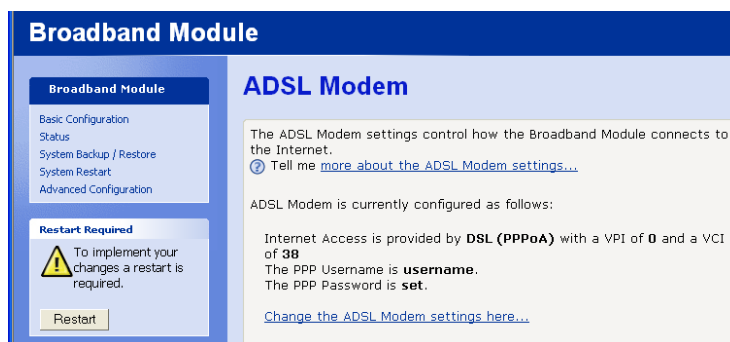 Broadband Module
Broadband Module
Basic Configuration
Status
System Backup / Restore
System Restart
Advanced Configuration
Restart Required
To implement your
changes a restart is
required.
Restart
ADSL Modem
The ADSL Modem settings control how the Broadband Module connects to
the Internet.
Tell me more about the ADSL Modem settings...
ADSL Modem is currently configured as follows:
Internet Access is provided by DSL (PPPoA) with a VPI of 0 and a VCI
of 38
The PPP Username is username.
The PPP Password is set.
Change the ADSL Modem settings here...